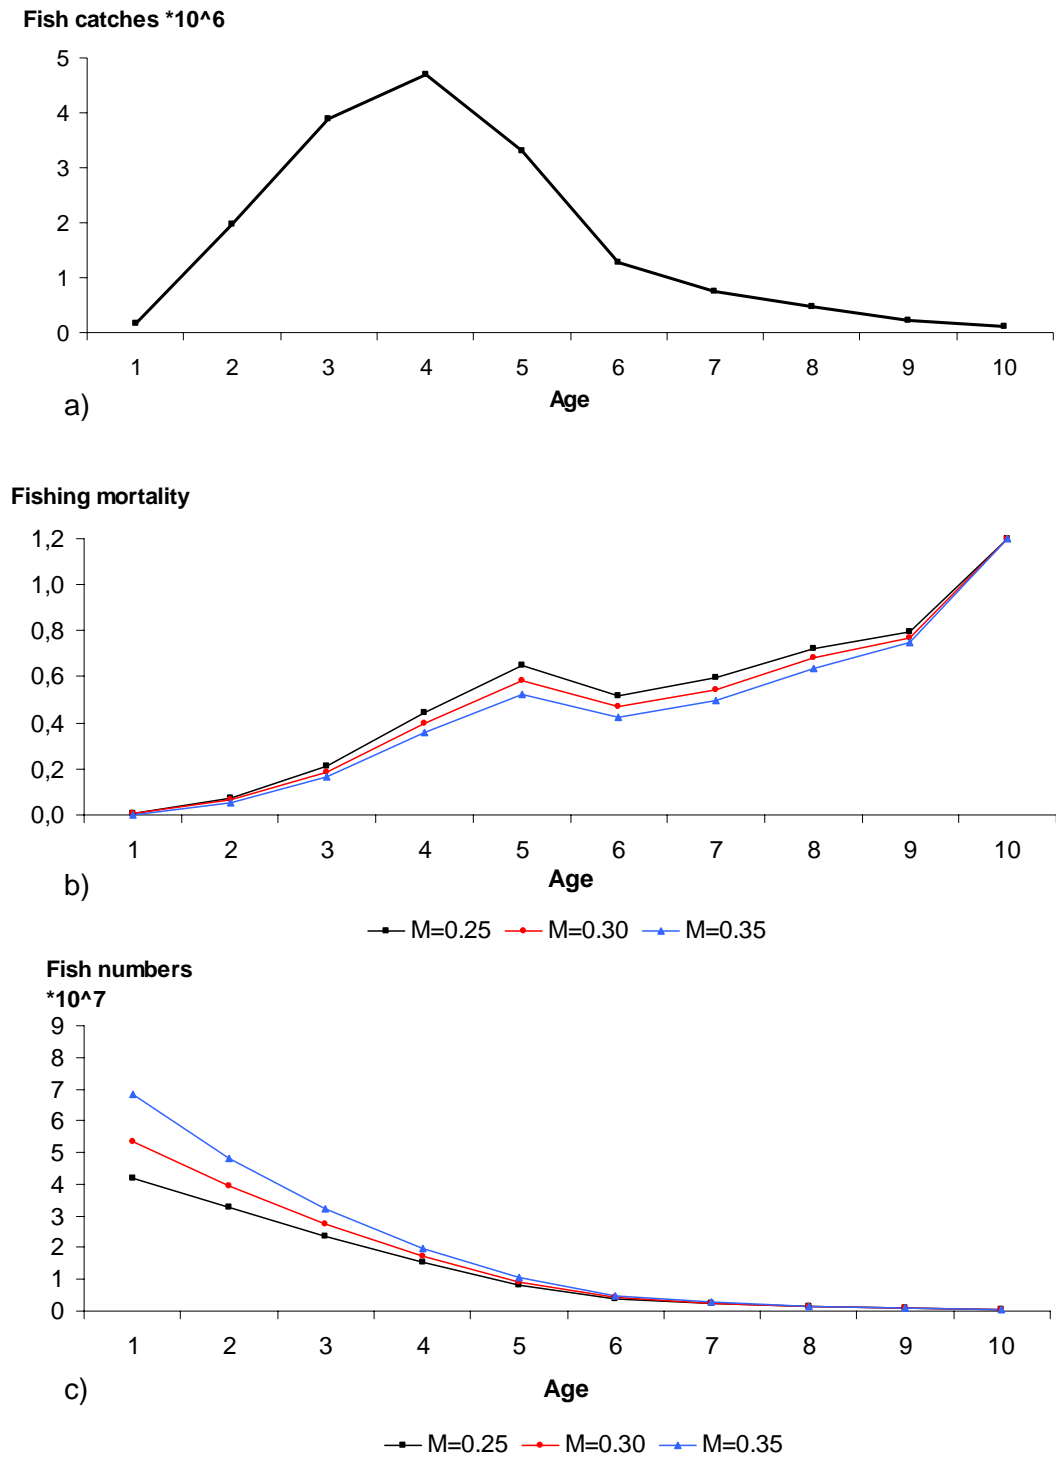 Fish catches *10^6
5
4
3
2
1
0
1 2 3 4 5 6 7 8 9 10
Age
a)
Fishing mortality
1,2
1,0
0,8
0,6
0,4
0,2
0,0
1 2 3 4 5 6 7 8 9 10
Age
b)
M=0.25 M=0.30 M=0.35
Fish numbers
*10^7
9
8
7
6
5
4
3
2
1
0
1 2 3 4 5 6 7 8 9 10
Age
c)
M=0.25 M=0.30 M=0.35